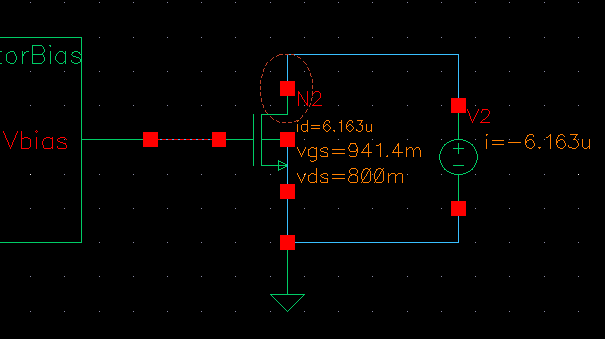 torBias
N2
id=6.163u
V2
Vbias
i=-6.163u
vgs=941.4m
vds=800m